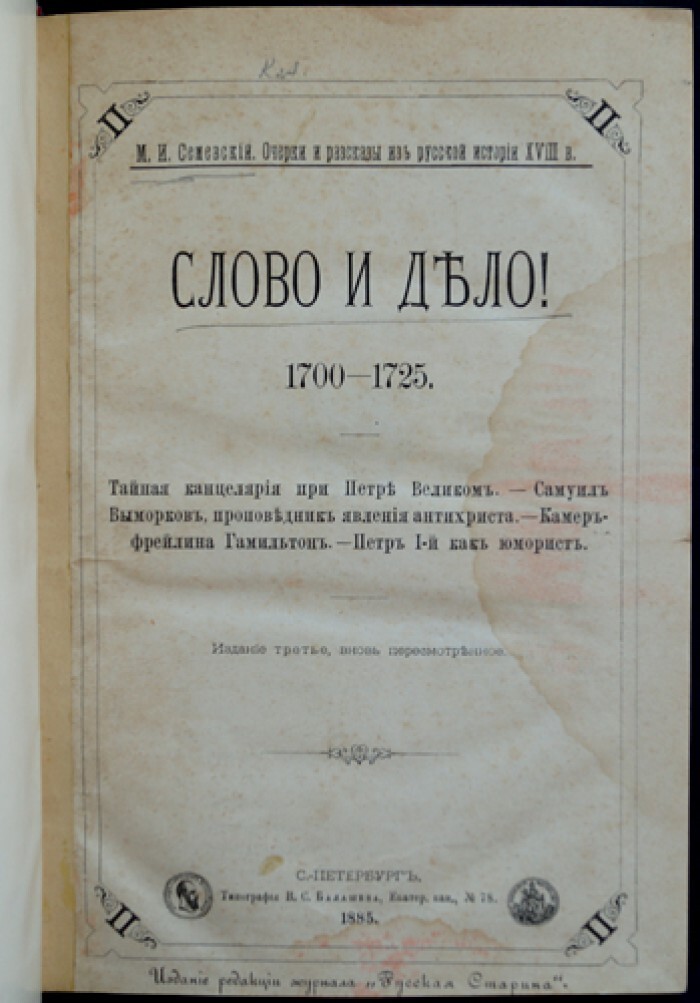 М. И. Семевскій. Очерки и разсказы изъ русской исторіи XVIII в.
СЛОВО И ДѢЛО!
1700—1725.
Тайная канцелярія при Петрѣ Великомъ. — Самуилъ
Выморковъ, проповѣдникъ явленія антихриста.—Камеръ-
фрейлина Гамильтонъ.—Петръ I-й какъ юмористъ.
Изданіе третье, вновь пересмотрѣнное.
С.-ПЕТЕРБУРГЪ.
Типографія В. С. Балашева, Екатер. кан., № 78.
1885.
Изданіе редакціи журнала „Русская Старина“.